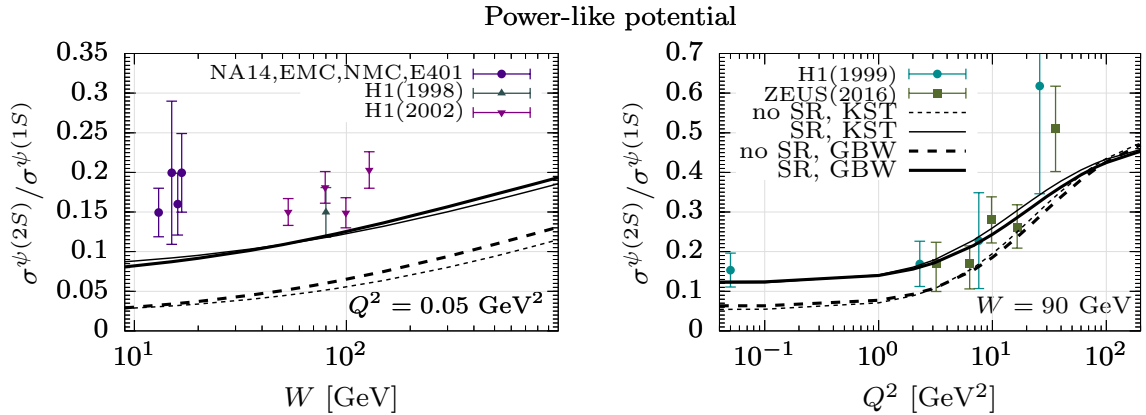 Power-like potential
σ^ψ(2S)/σ^ψ(1S)
0.4
0.35
0.3
0.25
0.2
0.15
0.1
0.05
0
NA14,EMC,NMC,E401
H1(1998)
H1(2002)
Q² = 0.05 GeV²
10¹
10²
W [GeV]
σ^ψ(2S)/σ^ψ(1S)
0.7
0.6
0.5
0.4
0.3
0.2
0.1
0
H1(1999)
ZEUS(2016)
no SR, KST
SR, KST
no SR, GBW
SR, GBW
W = 90 GeV
10⁻¹
10⁰
10¹
10²
Q² [GeV²]